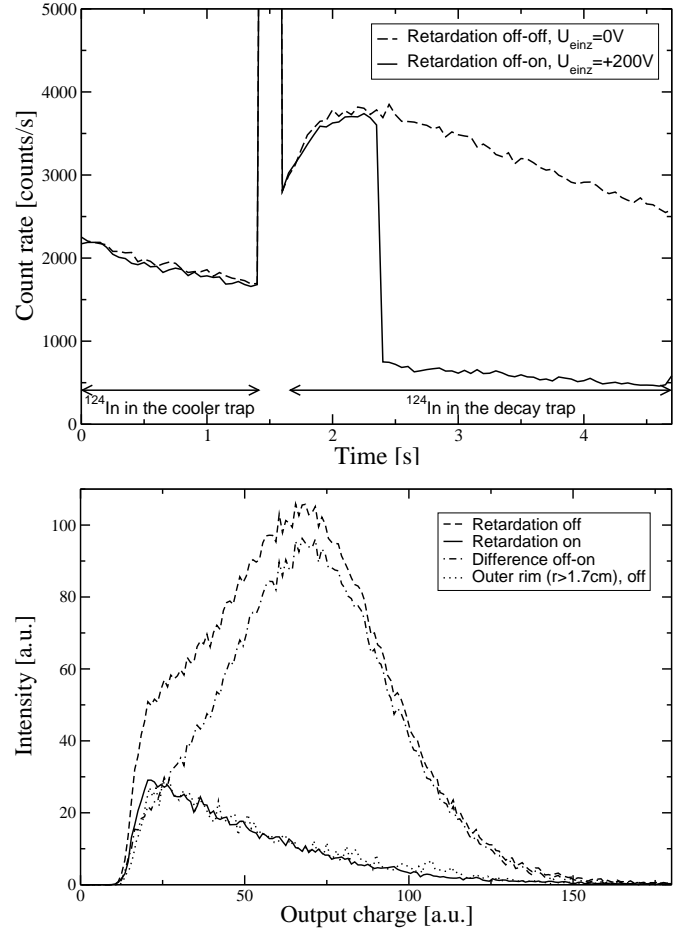 5000
4000
3000
2000
1000
0
Count rate [counts/s]
Retardation off-off, U_einz=0V
Retardation off-on, U_einz=+200V
124In in the cooler trap
124In in the decay trap
0 1 2 3 4
Time [s]
100
80
60
40
20
0
Intensity [a.u.]
Retardation off
Retardation on
Difference off-on
Outer rim (r>1.7cm), off
0 50 100 150
Output charge [a.u.]